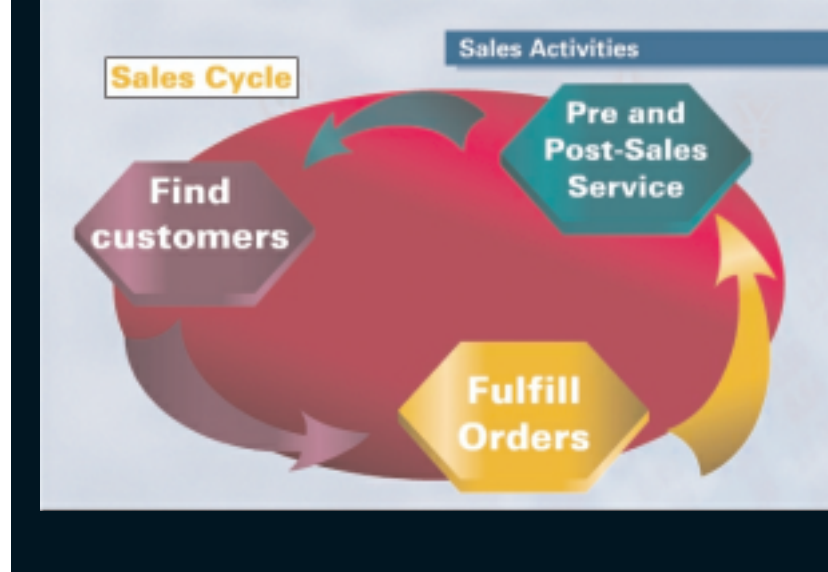 Sales Activities
Sales Cycle
Pre and
Post-Sales
Service
Find
customers
Fulfill
Orders